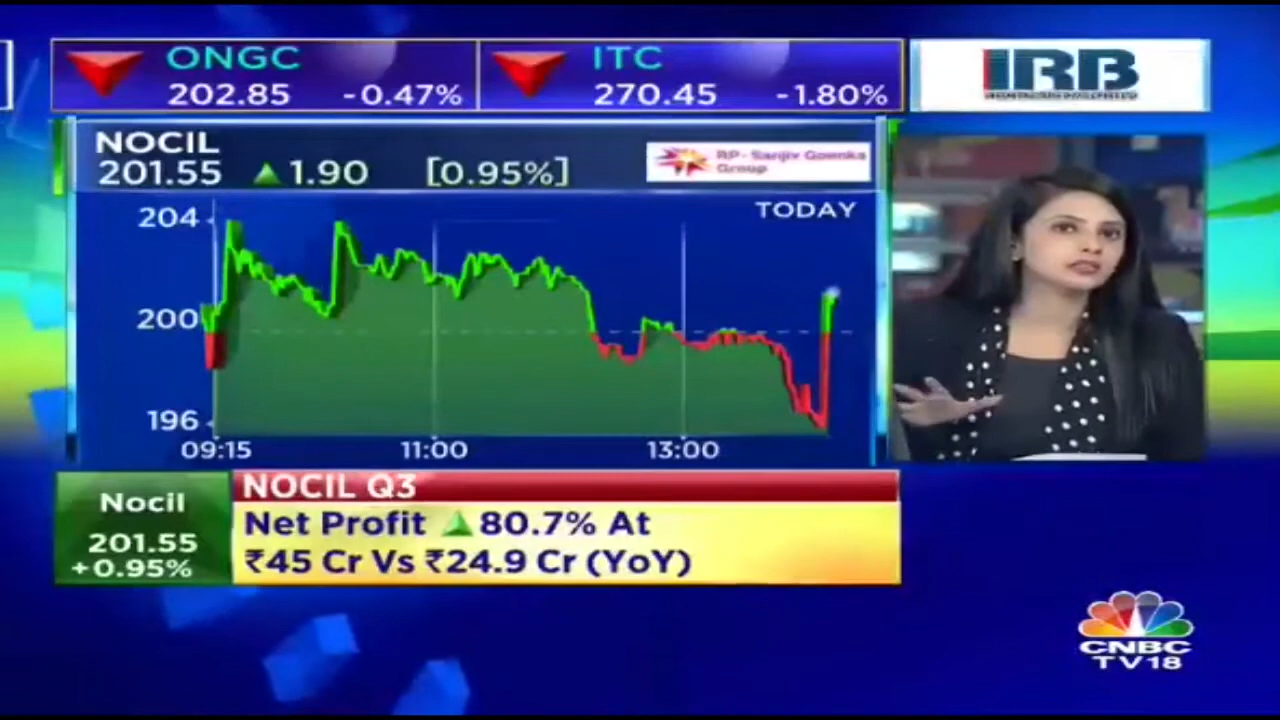 ONGC
202.85 -0.47%
ITC
270.45 -1.80%
IRB
NOCIL
201.55 ▲ 1.90 [0.95%]
RP - Sanjiv Goenka
Group
TODAY
204
200
196
09:15 11:00 13:00
Nocil
201.55
+0.95%
NOCIL Q3
Net Profit ▲ 80.7% At
₹45 Cr Vs ₹24.9 Cr (YoY)
CNBC
TV18